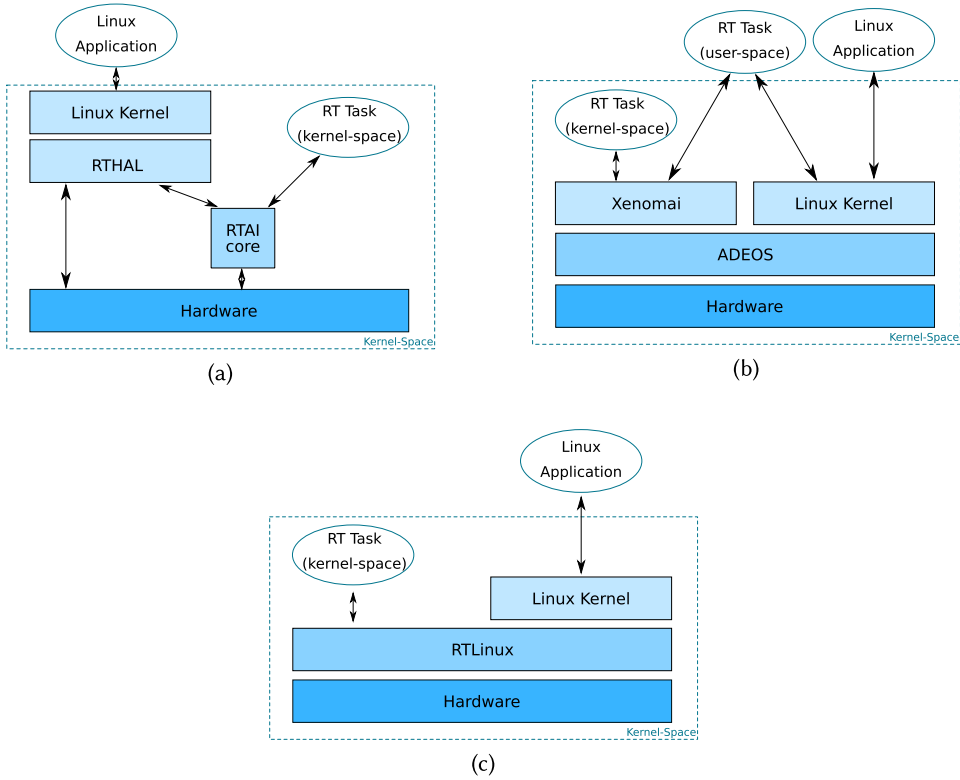 Linux
Application
Linux Kernel
RTHAL
RT Task
(kernel-space)
RTAI
core
Hardware
Kernel-Space
(a)
RT Task
(user-space)
Linux
Application
RT Task
(kernel-space)
Xenomai
Linux Kernel
ADEOS
Hardware
Kernel-Space
(b)
Linux
Application
RT Task
(kernel-space)
Linux Kernel
RTLinux
Hardware
Kernel-Space
(c)